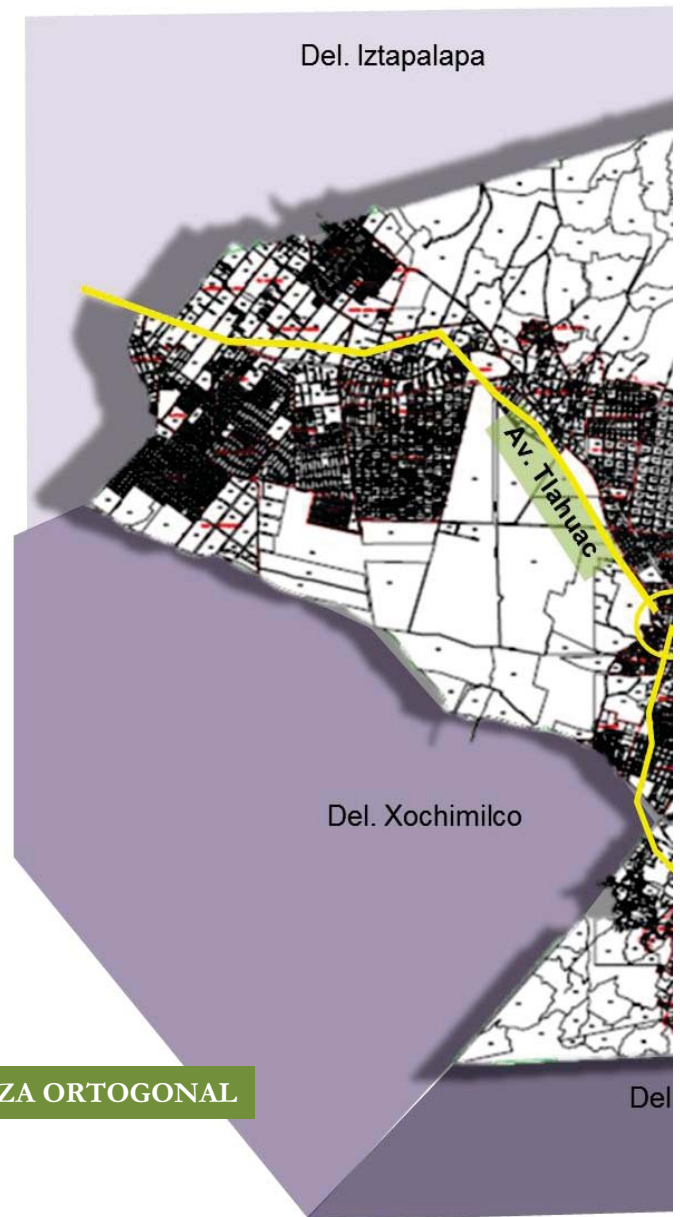 Del. Iztapalapa
Av. Tlahuac
Del. Xochimilco
ZA ORTOGONAL
Del